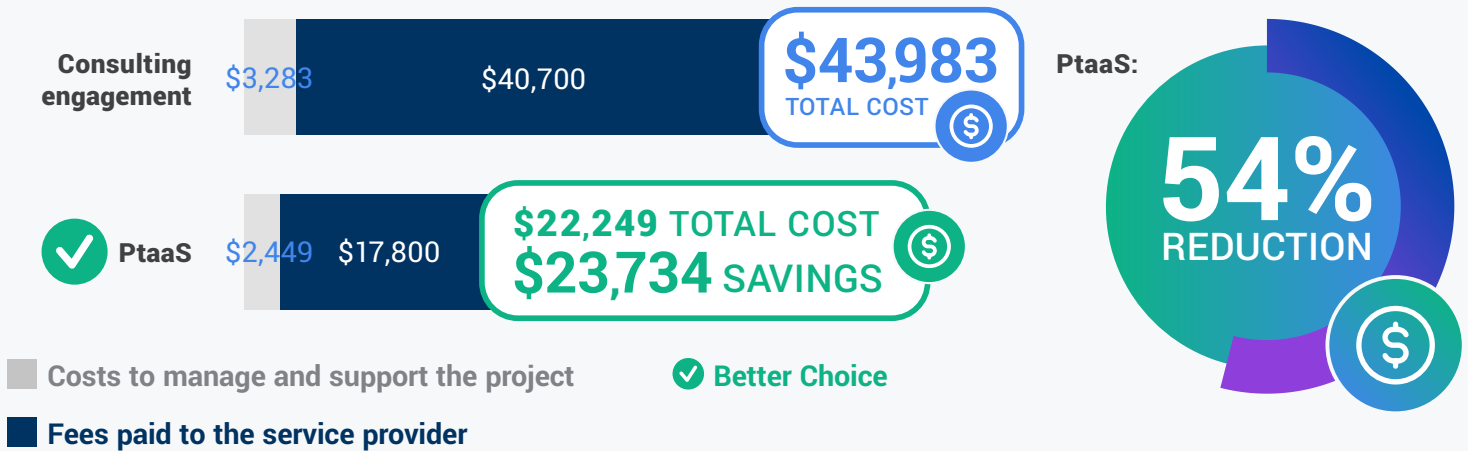 Consulting
engagement
$3,283
$40,700
$43,983
TOTAL COST
PtaaS
$2,449
$17,800
$22,249 TOTAL COST
$23,734 SAVINGS
Costs to manage and support the project
Better Choice
Fees paid to the service provider
PtaaS:
54%
REDUCTION